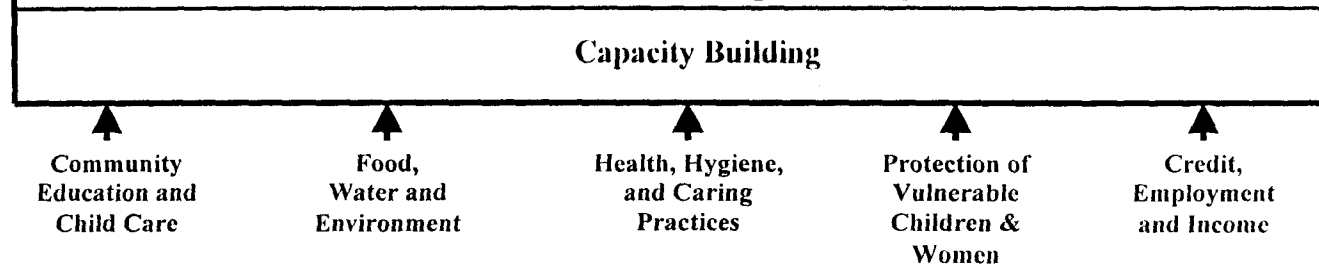 Capacity Building
Community
Education and
Child Care
Food,
Water and
Environment
Health, Hygiene,
and Caring
Practices
Protection of
Vulnerable
Children &
Women
Credit,
Employment
and Income